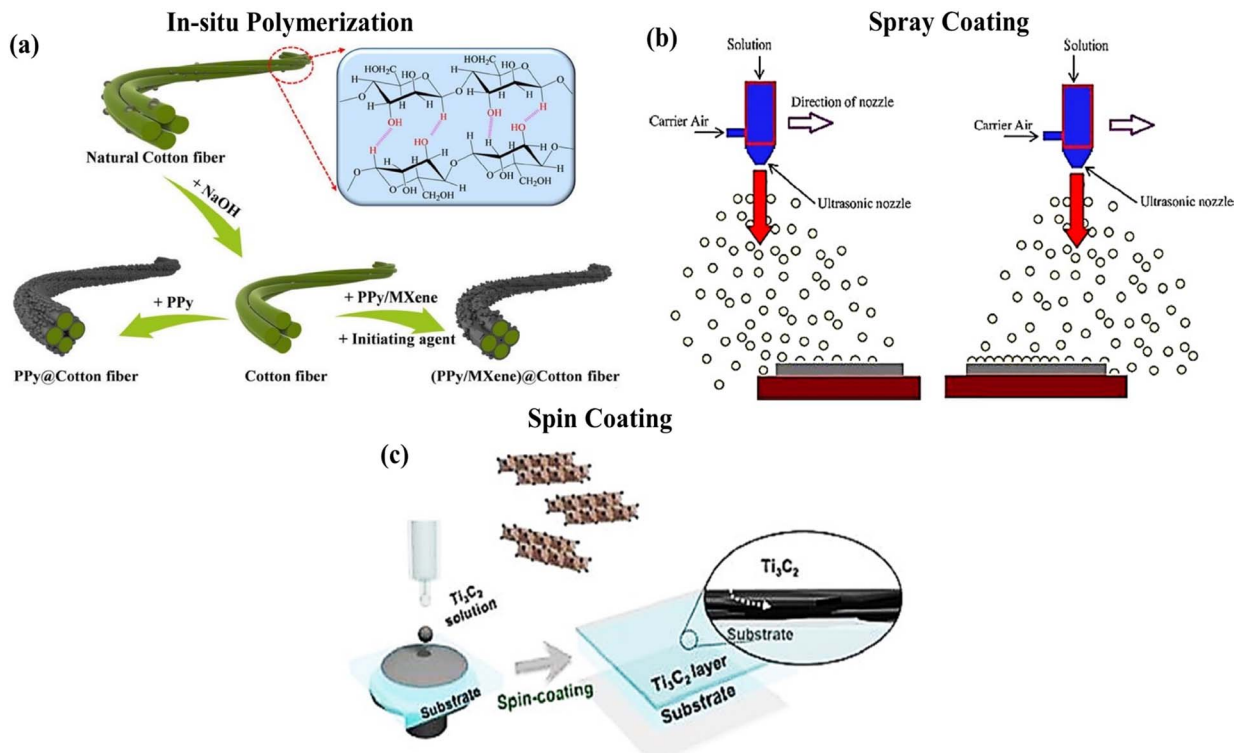 In-situ Polymerization
(a)
HOH₂C
HO
OH
H
H
H
O
Natural Cotton fiber
+ NaOH
+ PPy
+ PPy/MXene
+ Initiating agent
PPy@Cotton fiber
Cotton fiber
(PPy/MXene)@Cotton fiber
CH₂OH
CH₂OH
Spray Coating
(b)
Solution
Direction of nozzle
Carrier Air
Ultrasonic nozzle
Solution
Carrier Air
Ultrasonic nozzle
Spin Coating
(c)
Ti₃C₂
solution
Substrate
Spin-coating
Ti₃C₂
Substrate
Ti₃C₂ layer
Substrate